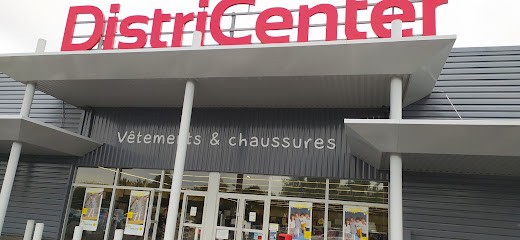 DistriCenter
Vêtements & chaussures